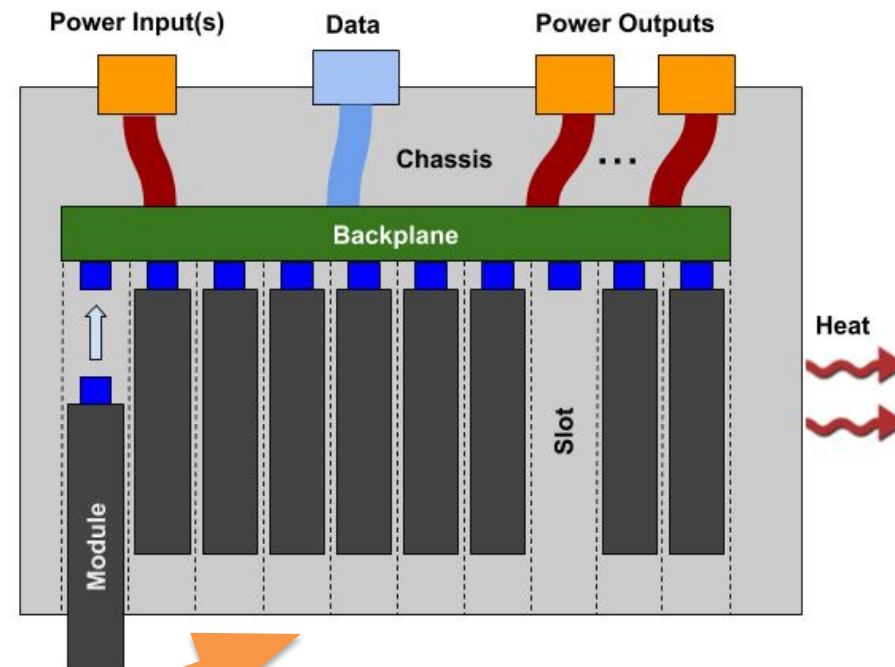 Power Input(s)
Data
Power Outputs
Chassis
...
Backplane
Heat
Slot
Module